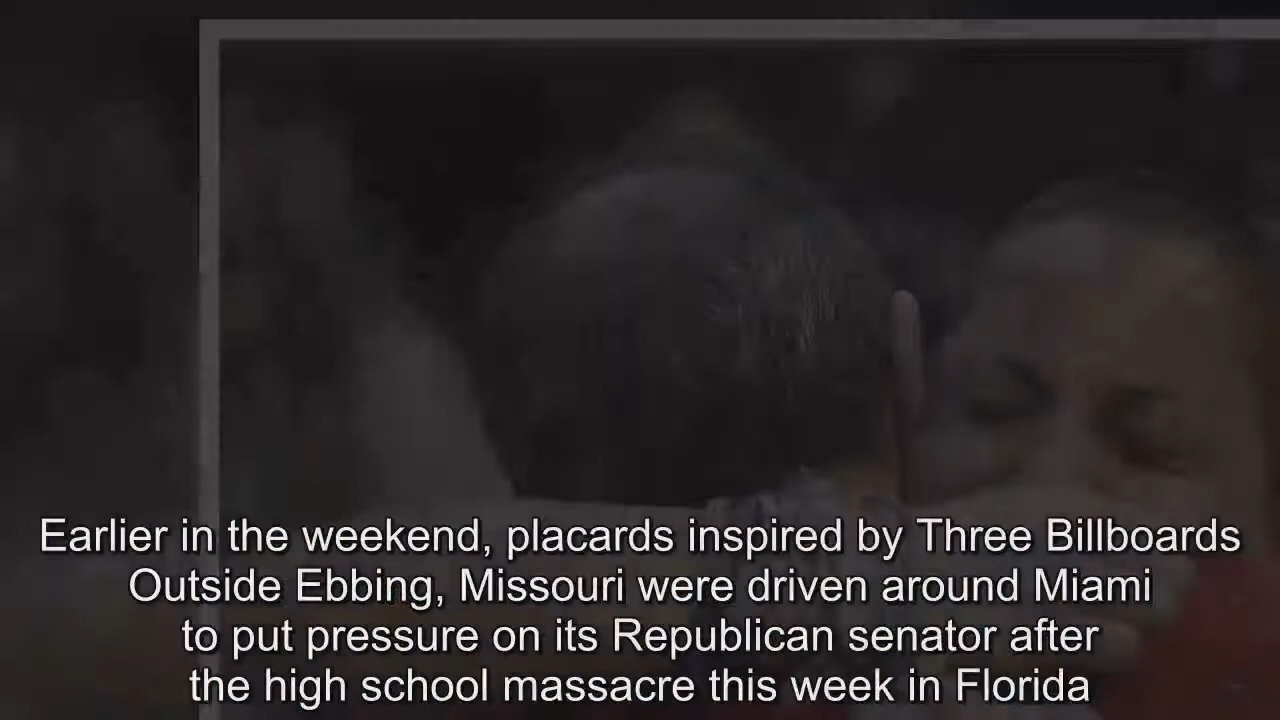 Earlier in the weekend, placards inspired by Three Billboards
Outside Ebbing, Missouri were driven around Miami
to put pressure on its Republican senator after
the high school massacre this week in Florida